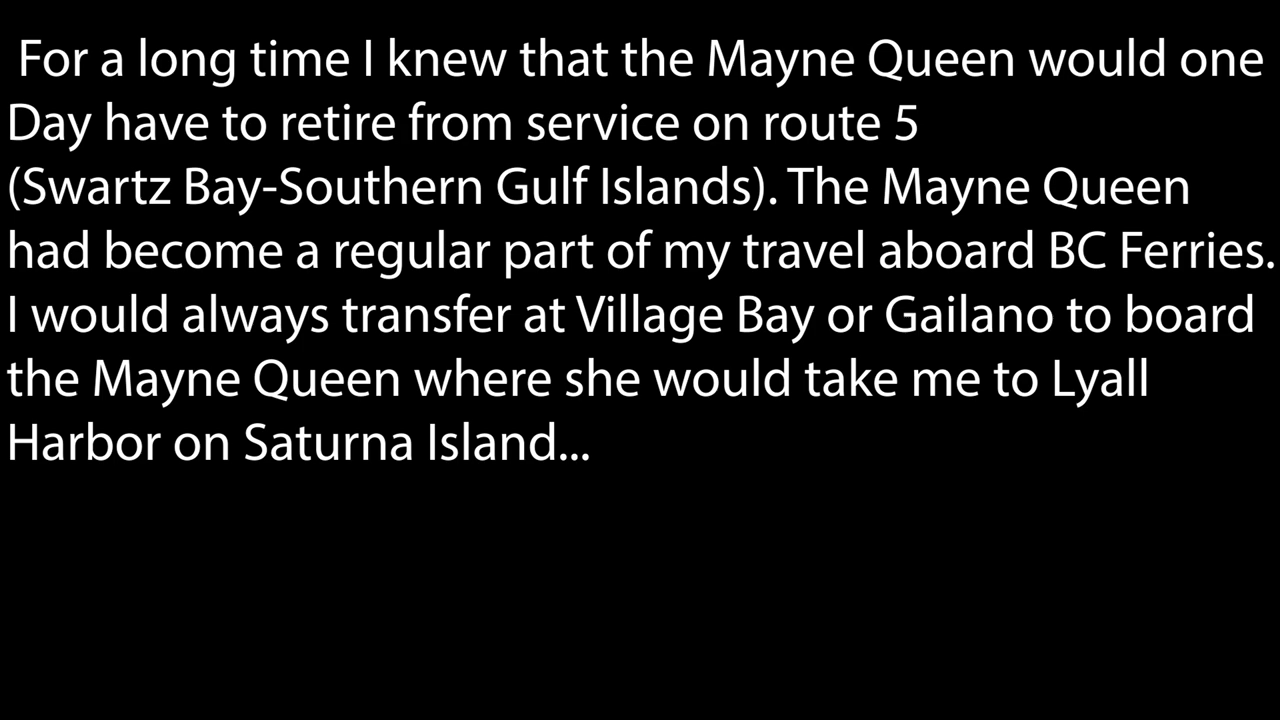 For a long time I knew that the Mayne Queen would one
Day have to retire from service on route 5
(Swartz Bay-Southern Gulf Islands). The Mayne Queen
had become a regular part of my travel aboard BC Ferries.
I would always transfer at Village Bay or Gailano to board
the Mayne Queen where she would take me to Lyall
Harbor on Saturna Island...